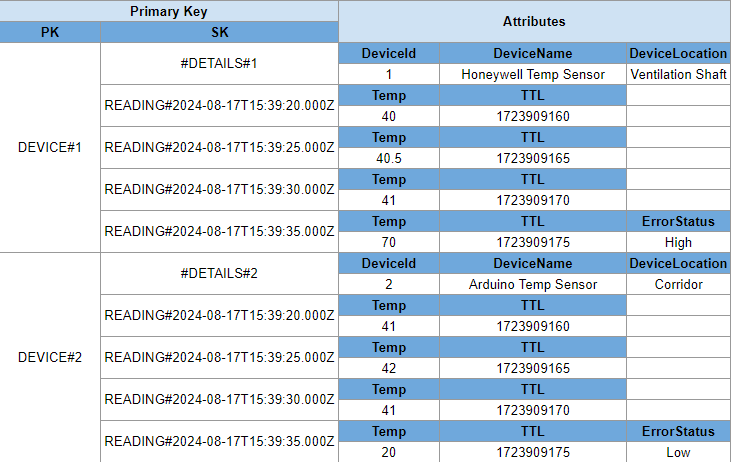 Primary Key
Attributes
PK SK
DeviceId DeviceName DeviceLocation
#DETAILS#1
1 Honeywell Temp Sensor Ventilation Shaft
Temp TTL
READING#2024-08-17T15:39:20.000Z
40 1723909160
Temp TTL
DEVICE#1 READING#2024-08-17T15:39:25.000Z
40.5 1723909165
Temp TTL
READING#2024-08-17T15:39:30.000Z
41 1723909170
Temp TTL ErrorStatus
READING#2024-08-17T15:39:35.000Z
70 1723909175 High
DeviceId DeviceName DeviceLocation
#DETAILS#2
2 Arduino Temp Sensor Corridor
Temp TTL
READING#2024-08-17T15:39:20.000Z
41 1723909160
Temp TTL
DEVICE#2 READING#2024-08-17T15:39:25.000Z
42 1723909165
Temp TTL
READING#2024-08-17T15:39:30.000Z
41 1723909170
Temp TTL ErrorStatus
READING#2024-08-17T15:39:35.000Z
20 1723909175 Low